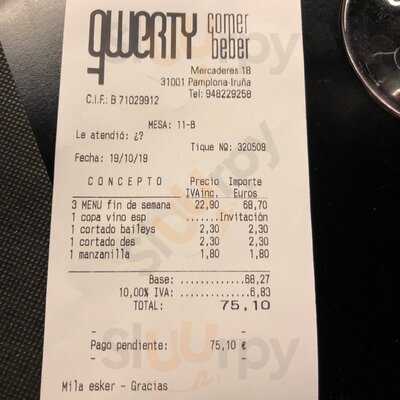 QWERTY comer
beber
Mercaderes 18
31001 Pamplona-Iruña
C.I.F.: B 71029912 Tel: 948229258
MESA: 11-B
Le atendió: ¿?
Tique Nº: 320509
Fecha: 19/10/19
CONCEPTO Precio Importe
IVAinc. Euros
3 MENU fin de semana 22,90 68,70
1 copa vino esp .......Invitación
1 cortado baileys 2,30 2,30
1 cortado des 2,30 2,30
1 manzanilla 1,80 1,80
Base: ..............68,27
10,00% IVA: ..............6,83
TOTAL: 75,10
Pago pendiente: 75,10 €
Mila esker - Gracias
Sluurpy